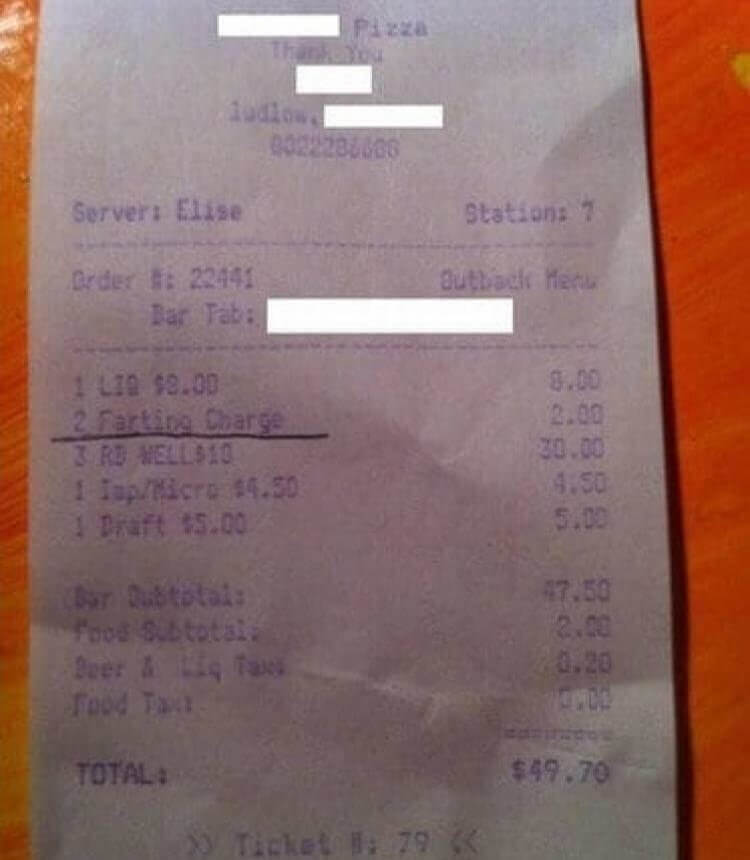 Pizza
Thank You
ludlow,
Server: Elise Station: 7
Order #: 22441 Outback Menu
Bar Tab:
1 LIQ $8.00 8.00
2 Farting Charge 2.00
3 RB WELL$10 30.00
1 Imp/Micro $4.50 4.50
1 Draft $5.00 5.00
Bar Subtotal: 47.50
Food Subtotal: 2.00
Beer & Liq Tax: 0.20
Food Tax: 0.00
========
TOTAL: $49.70
>> Ticket #: 79 <<